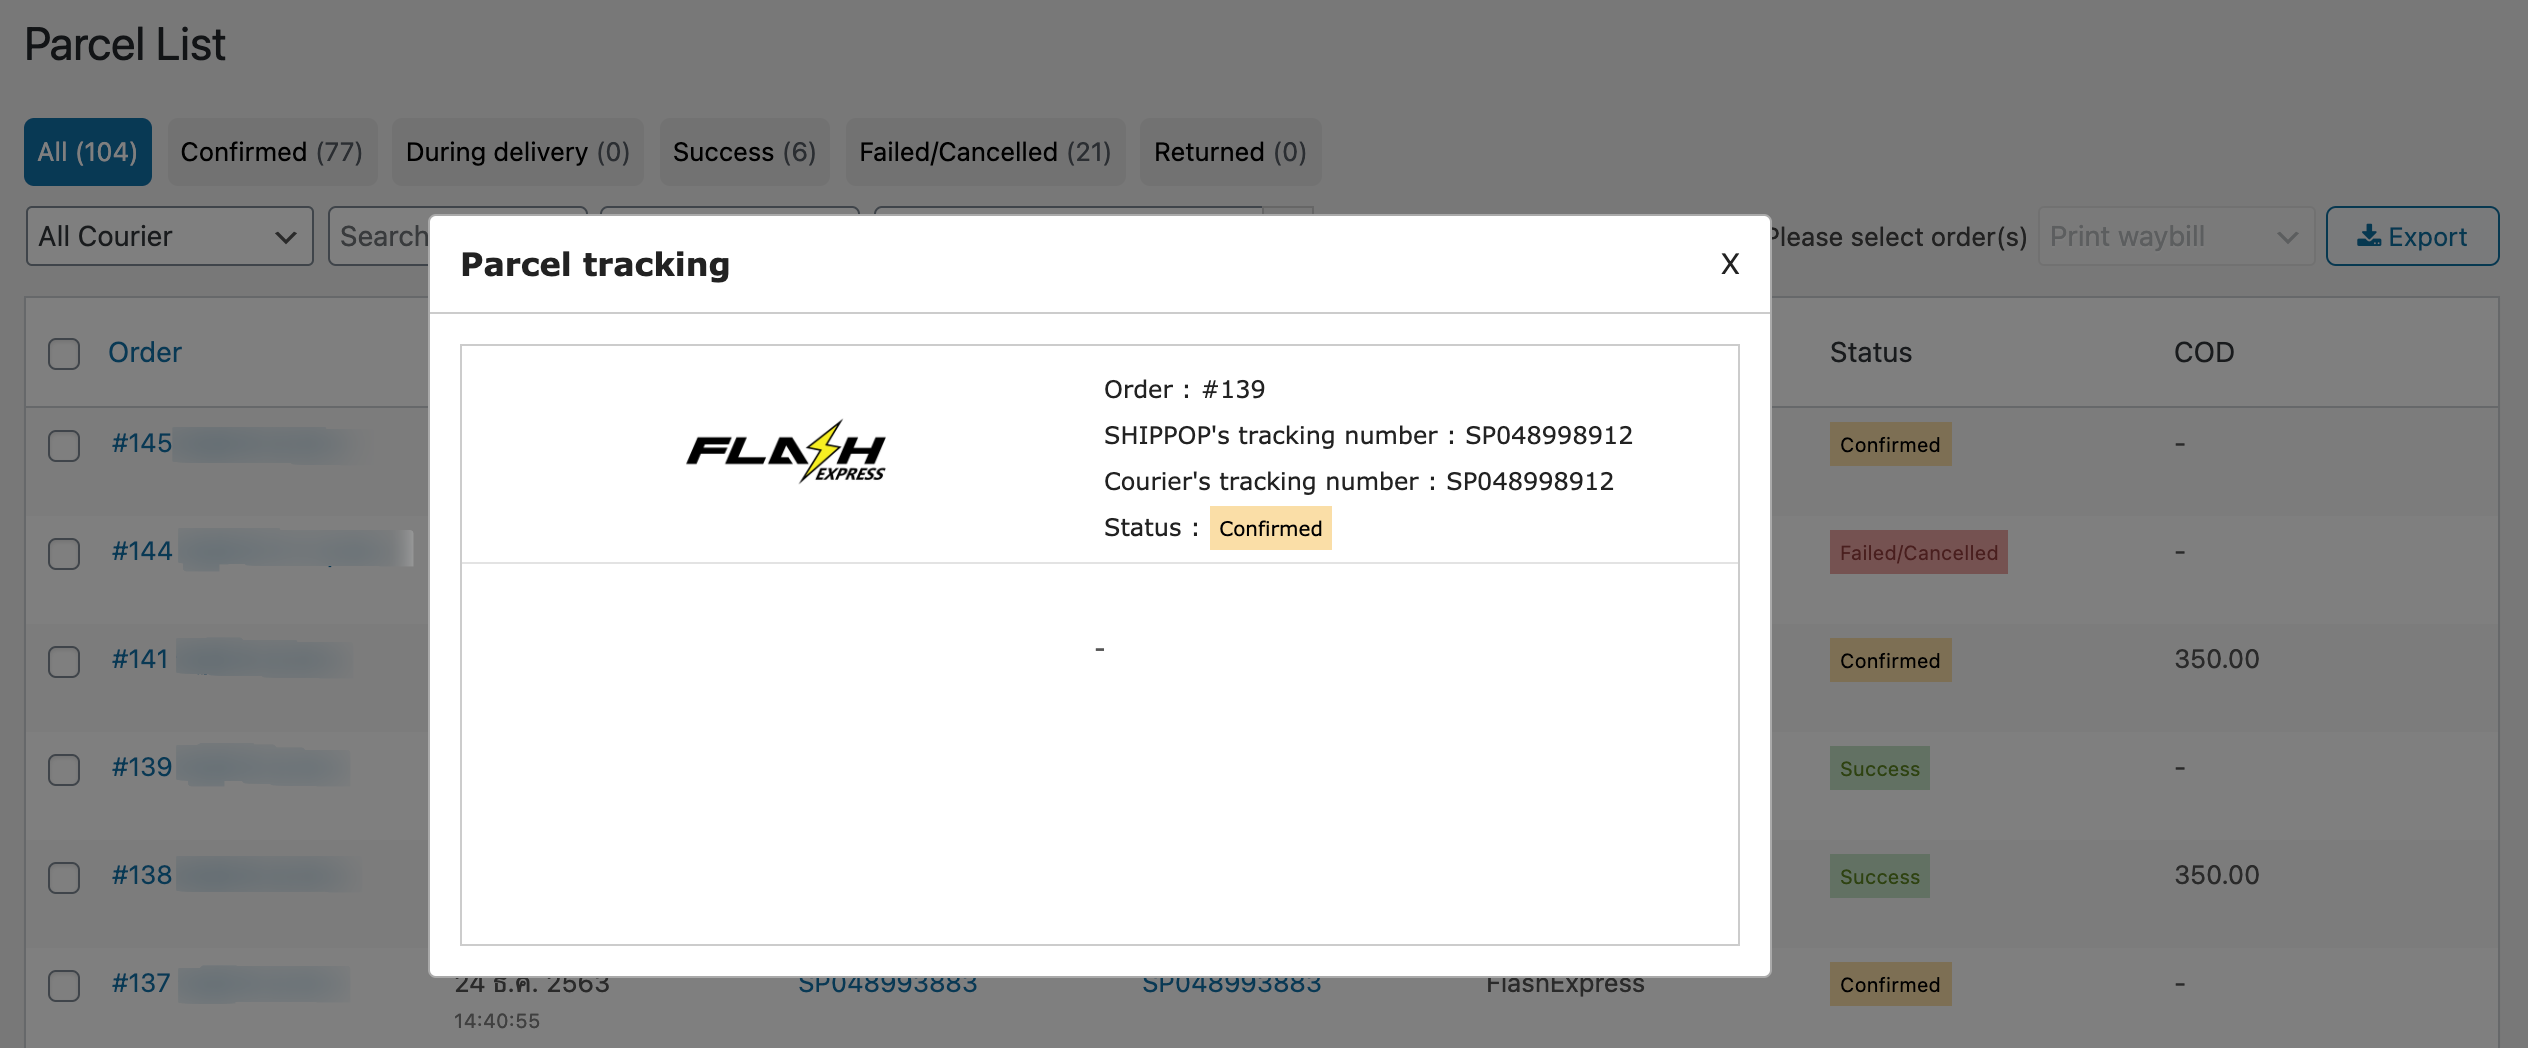 Parcel List
All (104) Confirmed (77) During delivery (0) Success (6) Failed/Cancelled (21) Returned (0)
All Courier Search Please select order(s) Print waybill Export
Parcel tracking X
Order Status COD
Order : #139
SHIPPOP's tracking number : SP048998912
Courier's tracking number : SP048998912
Status : Confirmed
FLASH
EXPRESS
-
#145 Confirmed -
#144 Failed/Cancelled -
#141 Confirmed 350.00
#139 Success -
#138 Success 350.00
#137 24 ธ.ค. 2563 SP048993883 SP048993883 FlashExpress Confirmed -
14:40:55